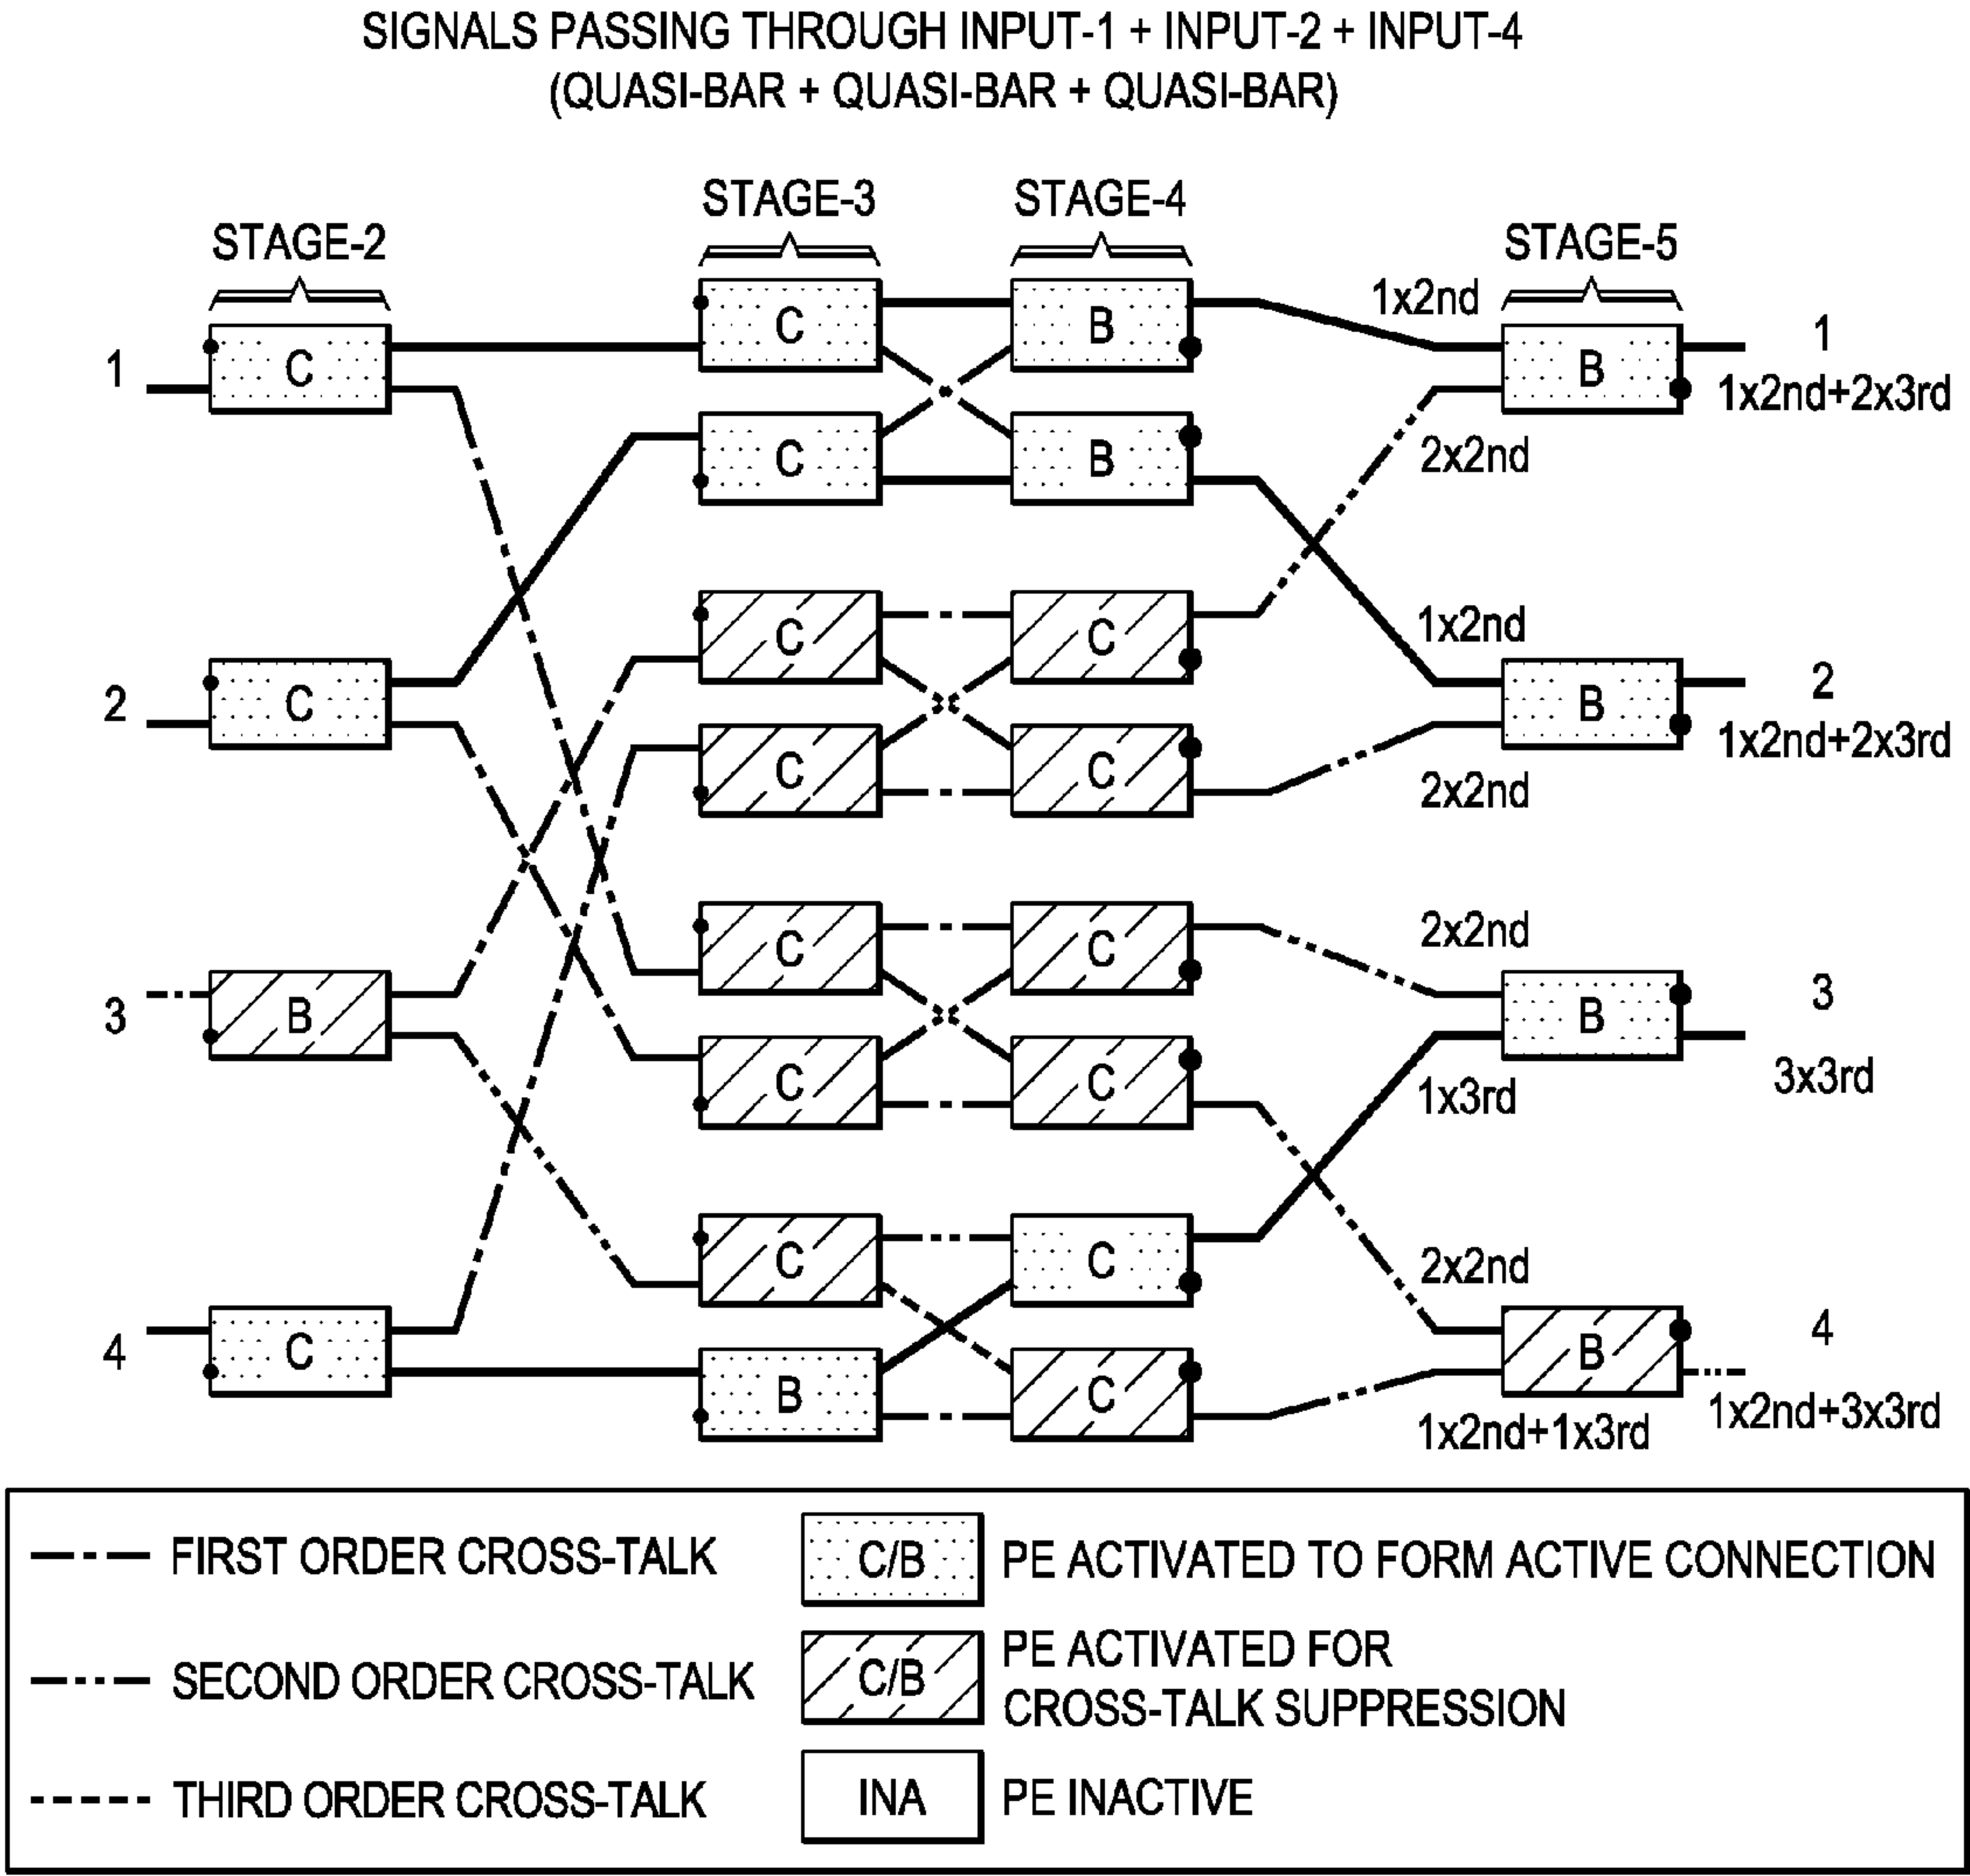 SIGNALS PASSING THROUGH INPUT-1 + INPUT-2 + INPUT-4
(QUASI-BAR + QUASI-BAR + QUASI-BAR)
STAGE-2
STAGE-3
STAGE-4
STAGE-5
1
C
C
B
1x2nd
B
1
1x2nd+2x3rd
C
B
2x2nd
2
C
C
C
1x2nd
B
2
1x2nd+2x3rd
C
C
2x2nd
3
B
C
C
2x2nd
B
3
3x3rd
C
C
1x3rd
4
C
C
C
2x2nd
B
4
1x2nd+3x3rd
B
C
1x2nd+1x3rd
FIRST ORDER CROSS-TALK
SECOND ORDER CROSS-TALK
THIRD ORDER CROSS-TALK
C/B
PE ACTIVATED TO FORM ACTIVE CONNECTION
C/B
PE ACTIVATED FOR
CROSS-TALK SUPPRESSION
INA
PE INACTIVE